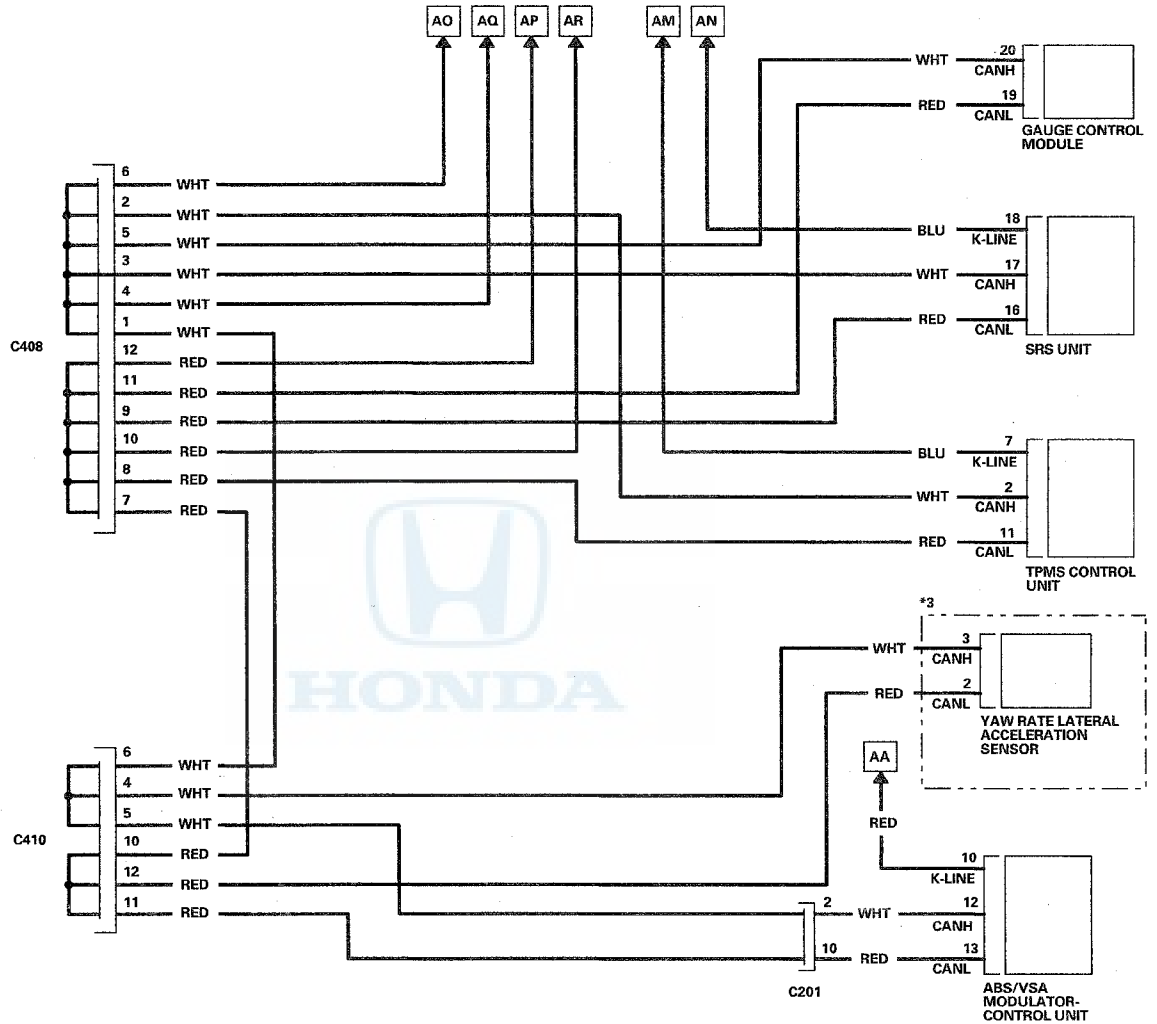 AO AQ AP AR AM AN
WHT 20
CANH
RED 19
CANL
GAUGE CONTROL
MODULE
6 WHT
2 WHT
5 WHT
3 WHT
4 WHT
1 WHT
C408
12 RED
11 RED
9 RED
10 RED
8 RED
7 RED
BLU 18
K-LINE
WHT 17
CANH
RED 16
CANL
SRS UNIT
BLU 7
K-LINE
WHT 2
CANH
RED 11
CANL
TPMS CONTROL
UNIT
*3
WHT 3
CANH
RED 2
CANL
YAW RATE LATERAL
ACCELERATION
SENSOR
HONDA
6 WHT
4 WHT
5 WHT
C410
10 RED
12 RED
11 RED
AA
RED
10
K-LINE
2 WHT 12
CANH
10 RED 13
CANL
C201
ABS/VSA
MODULATOR-
CONTROL UNIT